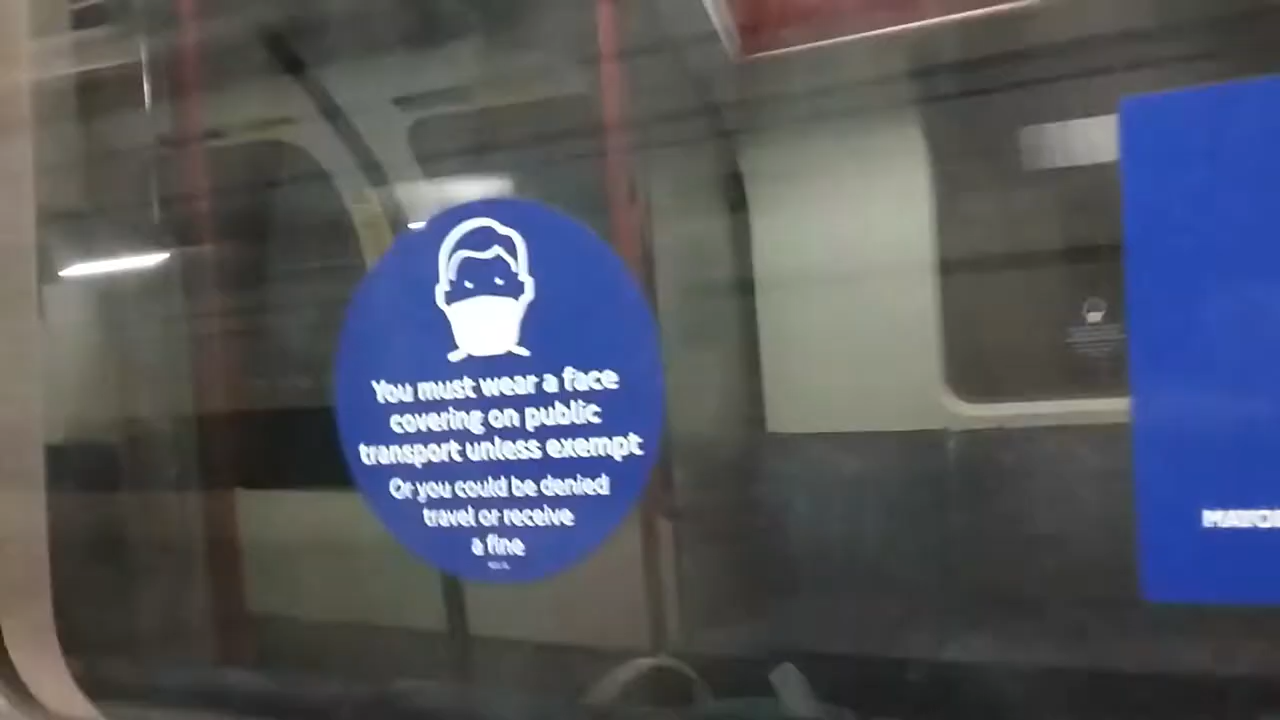 You must wear a face
covering on public
transport unless exempt
Or you could be denied
travel or receive
a fine